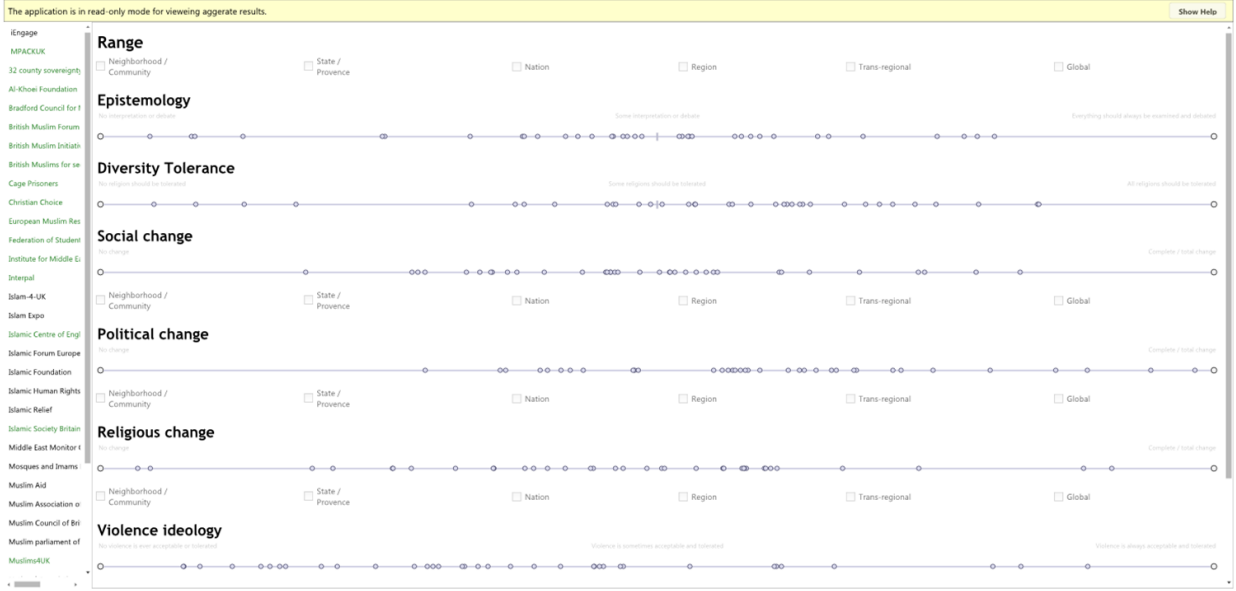 The application is in read-only mode for vieweing aggerate results.
Show Help
iEngage
MPACKUK
32 county sovereignty
Al-Khoei Foundation
Bradford Council for
British Muslim Forum
British Muslim Initiativ
British Muslims for se
Cage Prisoners
Christian Choice
European Muslim Res
Federation of Student
Institute for Middle Ea
Interpal
Islam-4-UK
Islam Expo
Islamic Centre of Engl
Islamic Forum Europe
Islamic Foundation
Islamic Human Rights
Islamic Relief
Islamic Society Britain
Middle East Monitor
Mosques and Imams
Muslim Aid
Muslim Association o
Muslim Council of Bri
Muslim parliament of
Muslims4UK
Range
Neighborhood /
Community
State /
Province
Nation
Region
Trans-regional
Global
Epistemology
No interpretation or debate
Some interpretation or debate
Everything should always be examined and debated
Diversity Tolerance
No religion should be tolerated
Some religions should be tolerated
All religions should be tolerated
Social change
No change
Complete / total change
Neighborhood /
Community
State /
Province
Nation
Region
Trans-regional
Global
Political change
No change
Complete / total change
Neighborhood /
Community
State /
Province
Nation
Region
Trans-regional
Global
Religious change
No change
Complete / total change
Neighborhood /
Community
State /
Province
Nation
Region
Trans-regional
Global
Violence ideology
No violence is ever acceptable or tolerated
Violence is sometimes acceptable and tolerated
Violence is always acceptable and tolerated